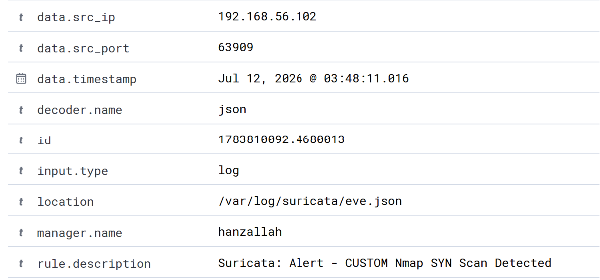 t data.src_ip 192.168.56.102
t data.src_port 63909
data.timestamp Jul 12, 2026 @ 03:48:11.016
t decoder.name json
t id
t input.type log
t location /var/log/suricata/eve.json
t manager.name hanzallah
t rule.description Suricata: Alert - CUSTOM Nmap SYN Scan Detected